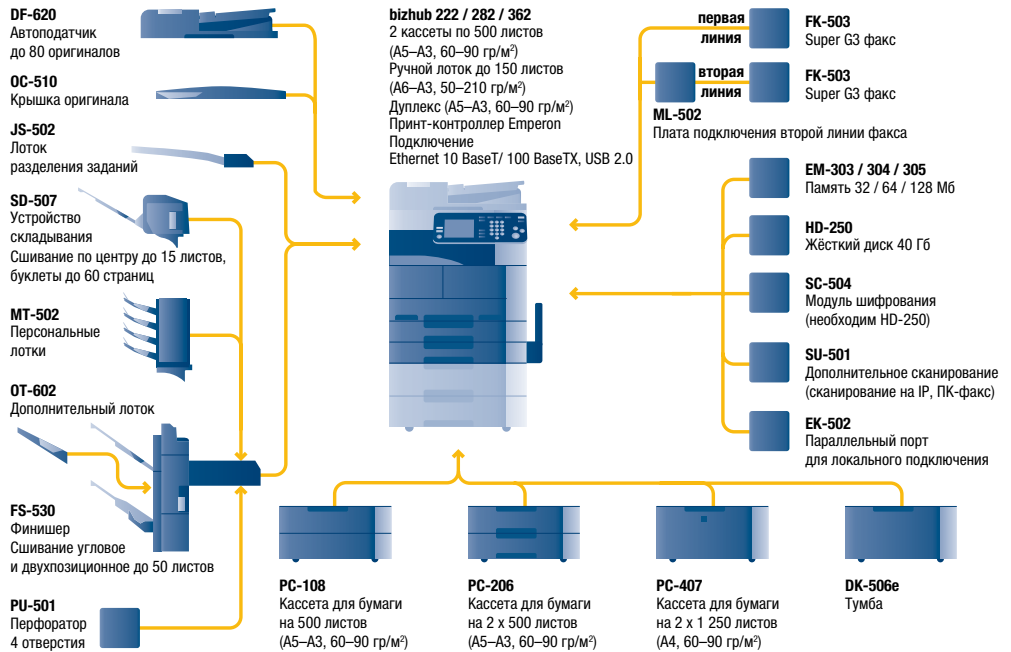 DF-620
Автоподатчик
до 80 оригиналов
OC-510
Крышка оригинала
JS-502
Лоток
разделения заданий
SD-507
Устройство
складывания
Сшивание по центру до 15 листов,
буклеты до 60 страниц
MT-502
Персональные
лотки
OT-602
Дополнительный лоток
FS-530
Финишер
Сшивание угловое
и двухпозиционное до 50 листов
PU-501
Перфоратор
4 отверстия
bizhub 222 / 282 / 362
2 кассеты по 500 листов
(A5–A3, 60–90 гр/м²)
Ручной лоток до 150 листов
(A6–A3, 50–210 гр/м²)
Дуплекс (A5–A3, 60–90 гр/м²)
Принт-контроллер Emperon
Подключение
Ethernet 10 BaseT/ 100 BaseTX, USB 2.0
первая
линия
FK-503
Super G3 факс
вторая
линия
FK-503
Super G3 факс
ML-502
Плата подключения второй линии факса
EM-303 / 304 / 305
Память 32 / 64 / 128 Мб
HD-250
Жёсткий диск 40 Гб
SC-504
Модуль шифрования
(необходим HD-250)
SU-501
Дополнительное сканирование
(сканирование на IP, ПК-факс)
EK-502
Параллельный порт
для локального подключения
PC-108
Кассета для бумаги
на 500 листов
(A5–A3, 60–90 гр/м²)
PC-206
Кассета для бумаги
на 2 x 500 листов
(A5–A3, 60–90 гр/м²)
PC-407
Кассета для бумаги
на 2 x 1 250 листов
(A4, 60–90 гр/м²)
DK-506e
Тумба